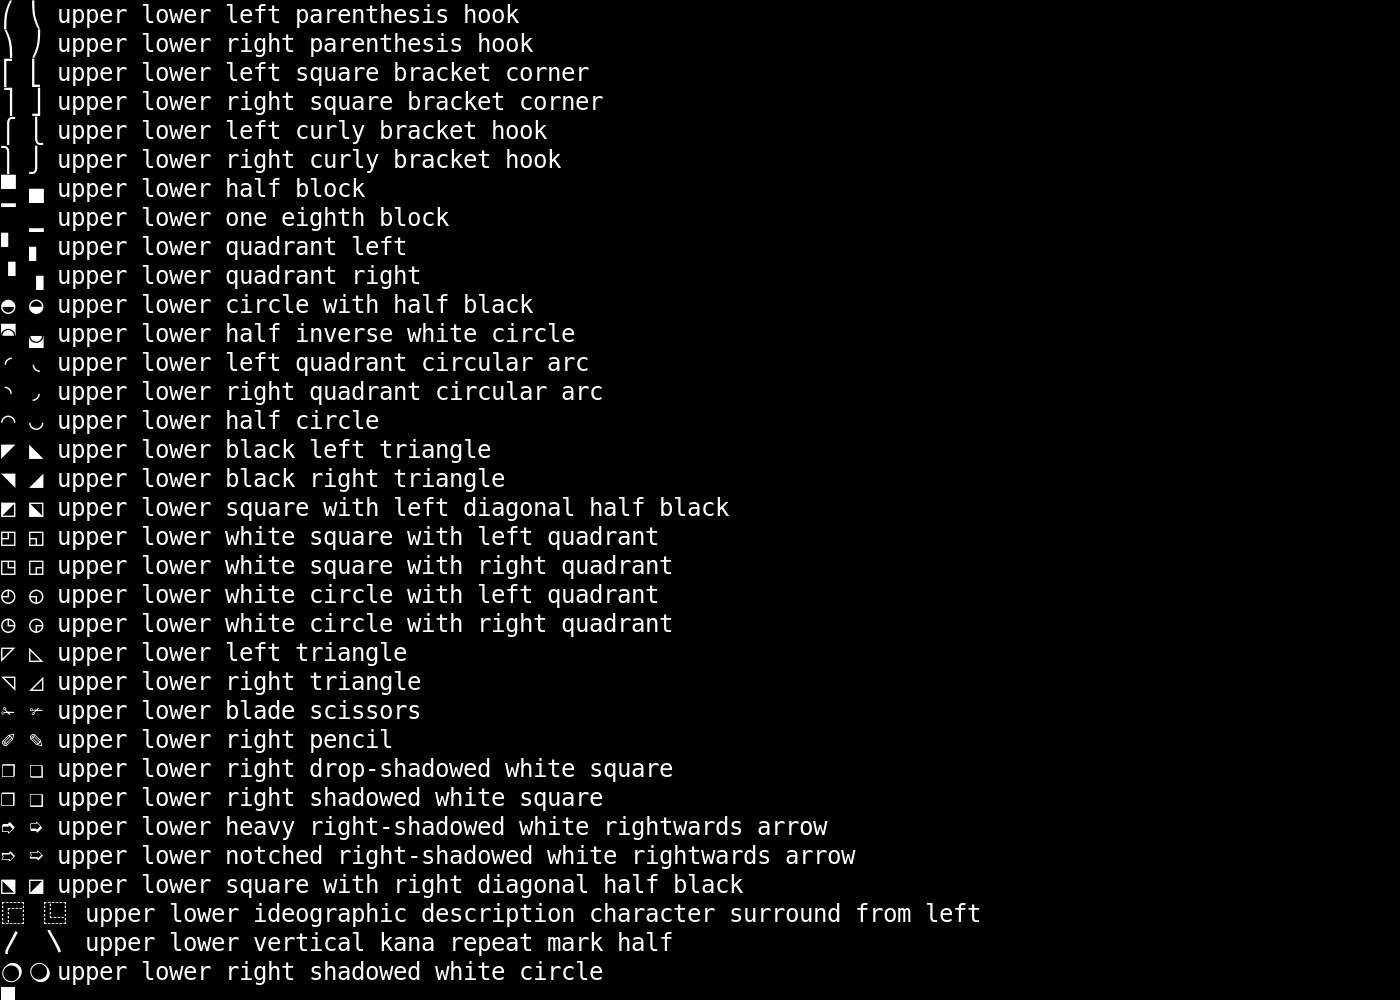 ⎛ ⎝ upper lower left parenthesis hook
⎞ ⎠ upper lower right parenthesis hook
⎡ ⎣ upper lower left square bracket corner
⎤ ⎦ upper lower right square bracket corner
⎧ ⎩ upper lower left curly bracket hook
⎫ ⎭ upper lower right curly bracket hook
▀ ▄ upper lower half block
▔ ▁ upper lower one eighth block
▘ ▖ upper lower quadrant left
▝ ▗ upper lower quadrant right
◓ ◒ upper lower circle with half black
◚ ◛ upper lower half inverse white circle
◜ ◟ upper lower left quadrant circular arc
◝ ◞ upper lower right quadrant circular arc
◠ ◡ upper lower half circle
◤ ◣ upper lower black left triangle
◥ ◢ upper lower black right triangle
◩ ⬕ upper lower square with left diagonal half black
◰ ◱ upper lower white square with left quadrant
◳ ◲ upper lower white square with right quadrant
◴ ◵ upper lower white circle with left quadrant
◷ ◶ upper lower white circle with right quadrant
◸ ◺ upper lower left triangle
◹ ◿ upper lower right triangle
✁ ✃ upper lower blade scissors
✐ ✎ upper lower right pencil
❐ ❏ upper lower right drop-shadowed white square
❒ ❑ upper lower right shadowed white square
➮ ➭ upper lower heavy right-shadowed white rightwards arrow
➱ ➯ upper lower notched right-shadowed white rightwards arrow
⬔ ◪ upper lower square with right diagonal half black
⿸ ⿺ upper lower ideographic description character surround from left
〳 〵 upper lower vertical kana repeat mark half
🔿 🔾 upper lower right shadowed white circle